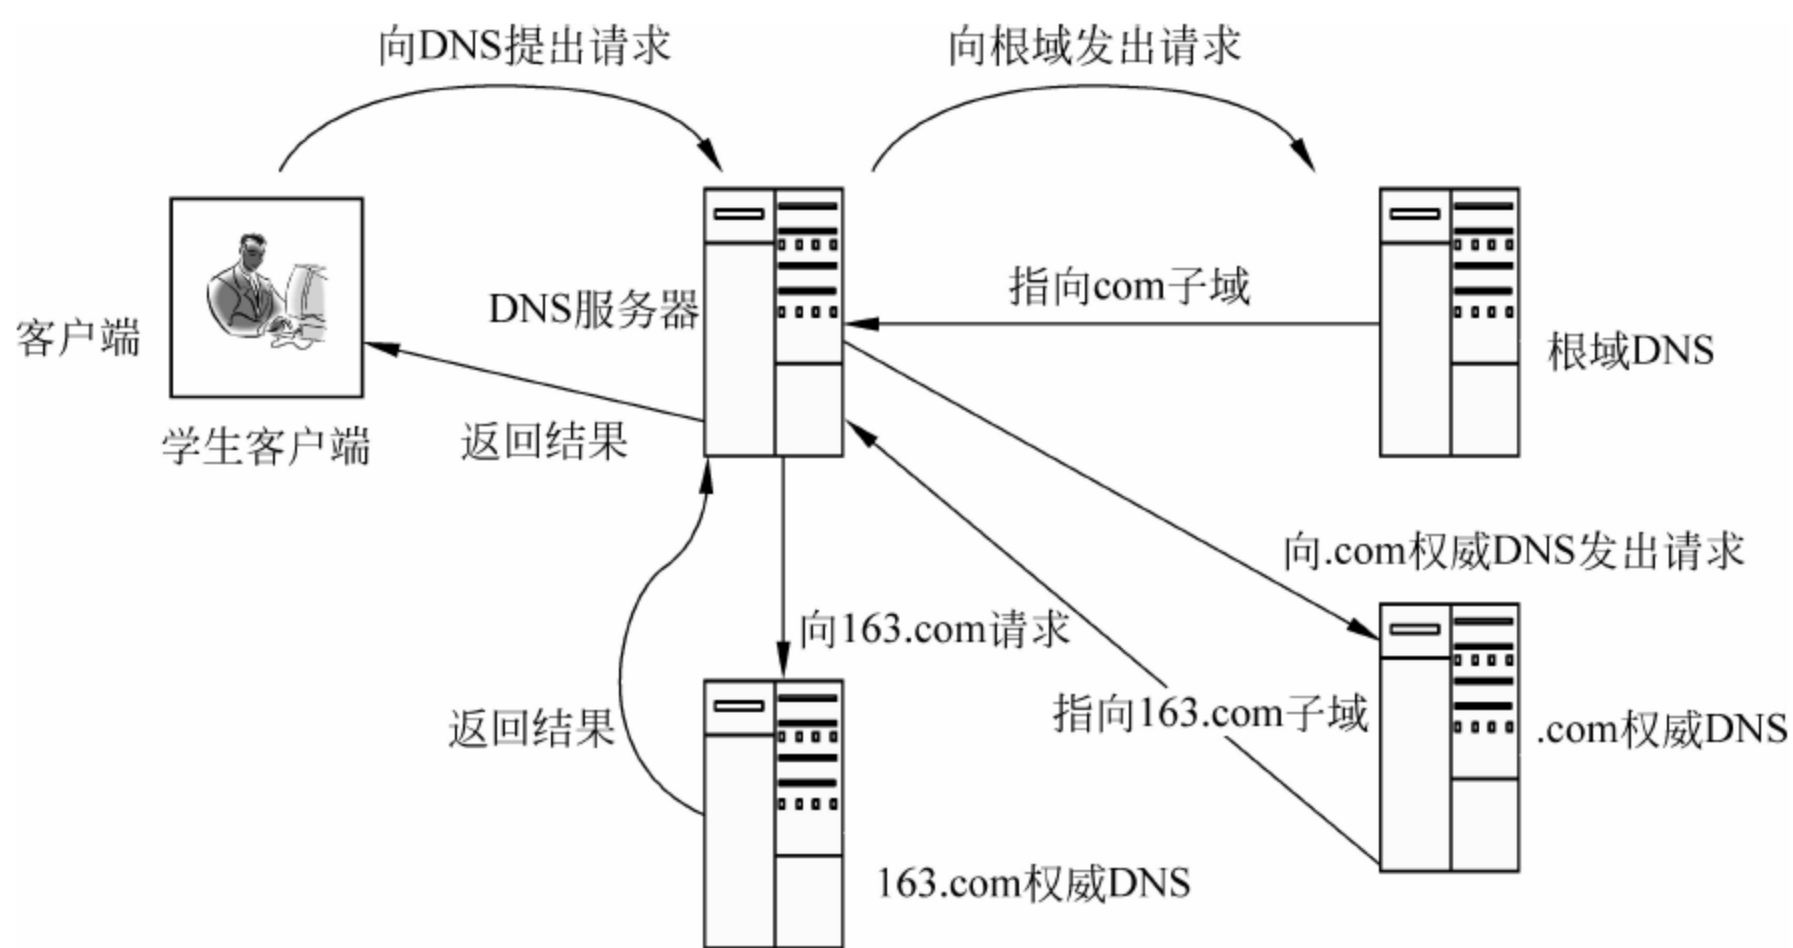 向DNS提出请求
向根域发出请求
指向com子域
DNS服务器
客户端
根域DNS
学生客户端
返回结果
向.com权威DNS发出请求
向163.com请求
指向163.com子域
返回结果
.com权威DNS
163.com权威DNS